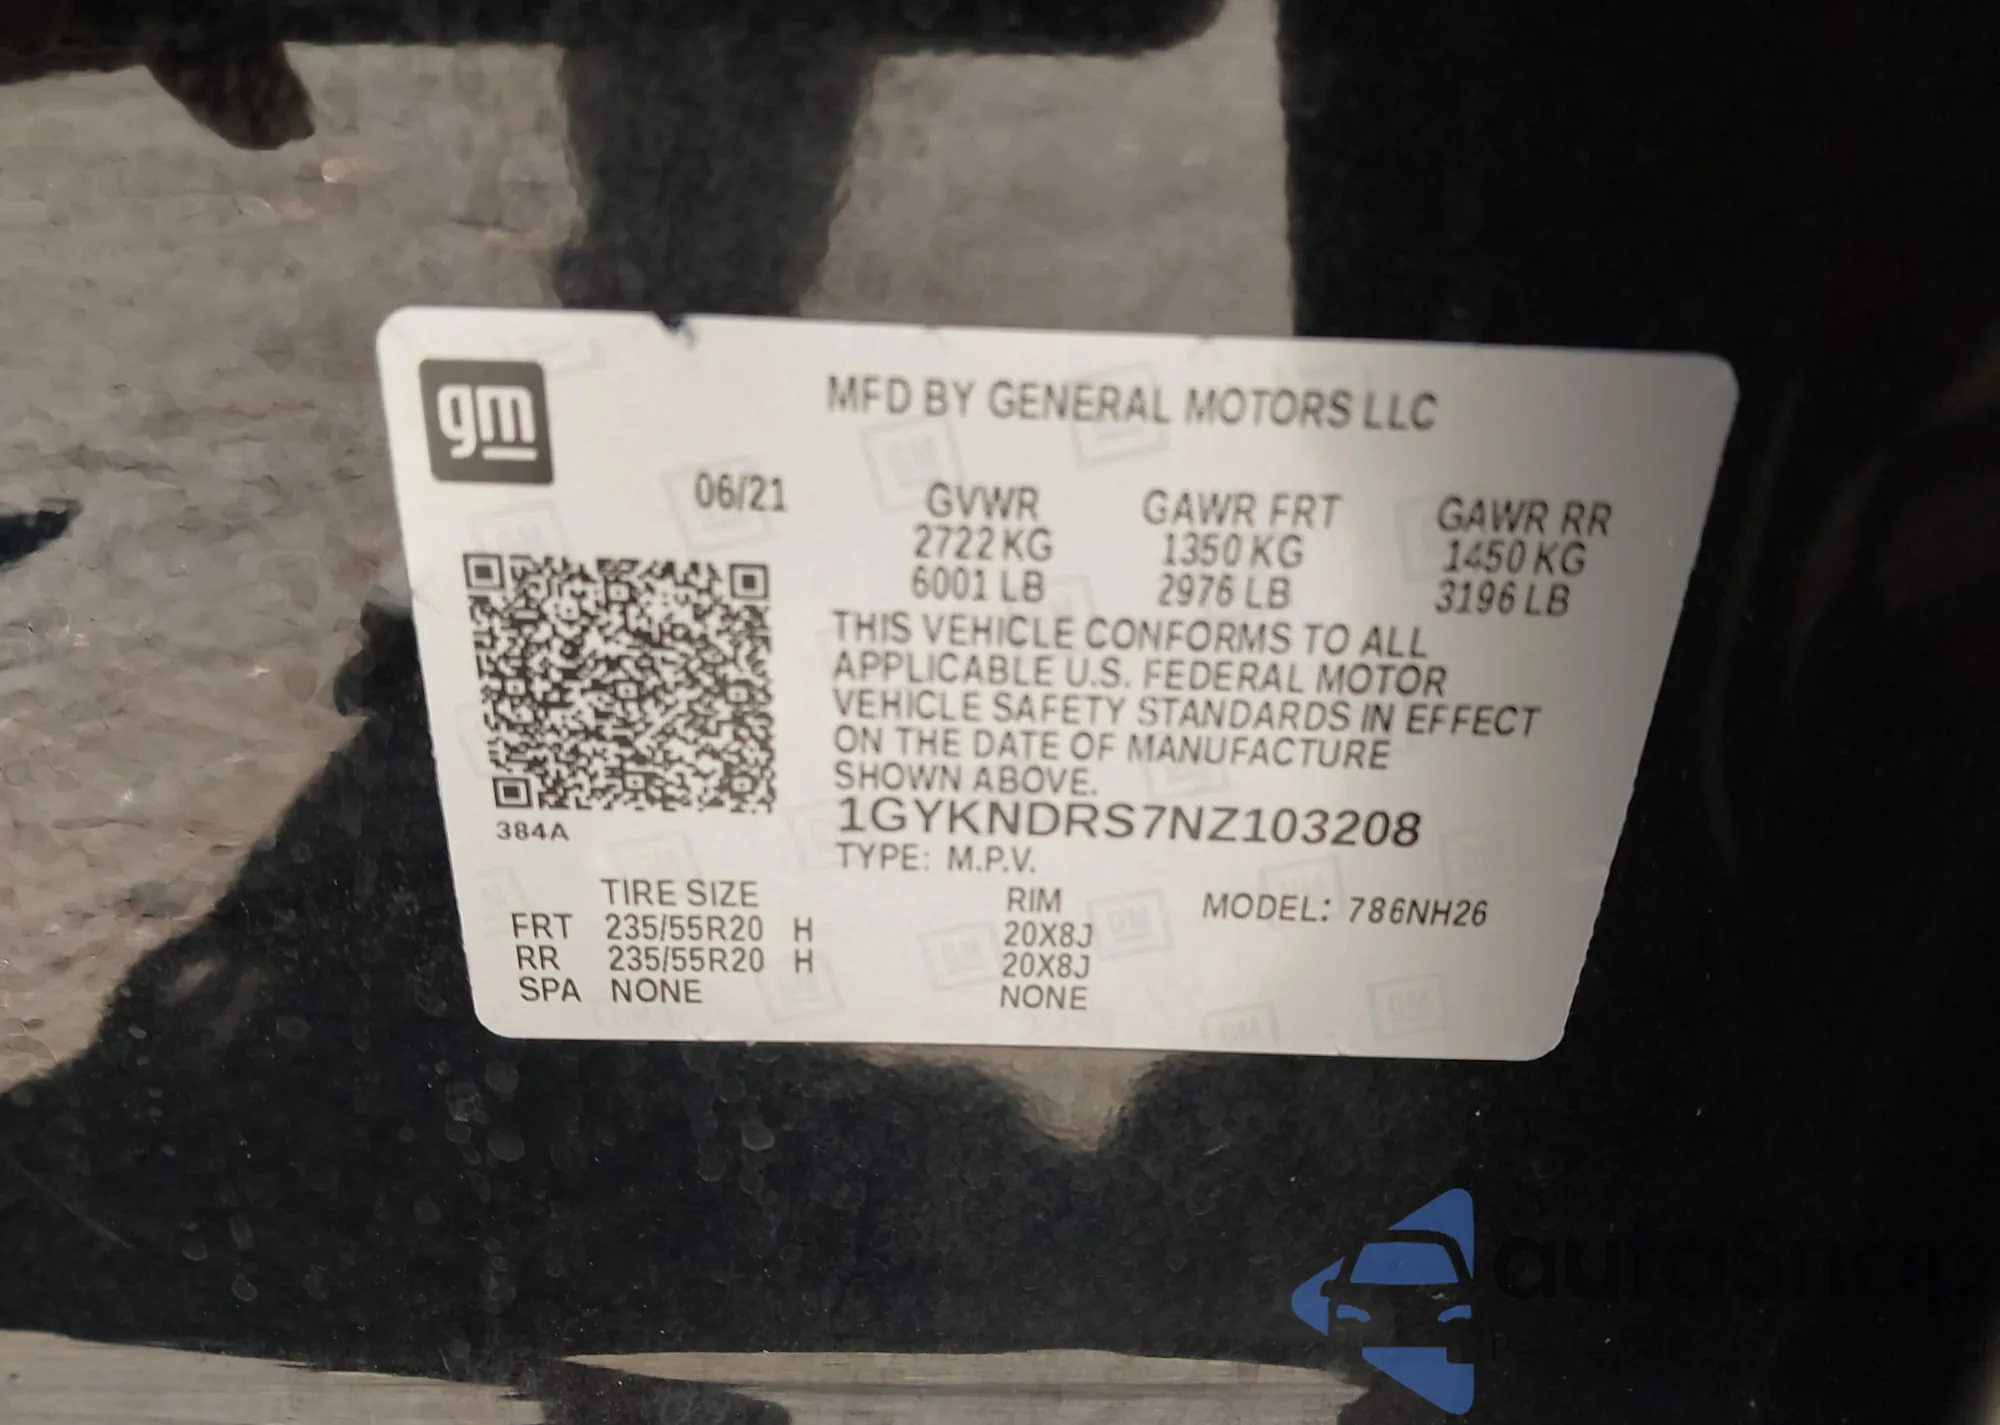 gm
MFD BY GENERAL MOTORS LLC
06/21
GVWR GAWR FRT GAWR RR
2722 KG 1350 KG 1450 KG
6001 LB 2976 LB 3196 LB
THIS VEHICLE CONFORMS TO ALL
APPLICABLE U.S. FEDERAL MOTOR
VEHICLE SAFETY STANDARDS IN EFFECT
ON THE DATE OF MANUFACTURE
SHOWN ABOVE.
384A
1GYKNDRS7NZ103208
TYPE: M.P.V.
TIRE SIZE RIM MODEL: 786NH26
FRT 235/55R20 H 20X8J
RR 235/55R20 H 20X8J
SPA NONE NONE
autoSnap